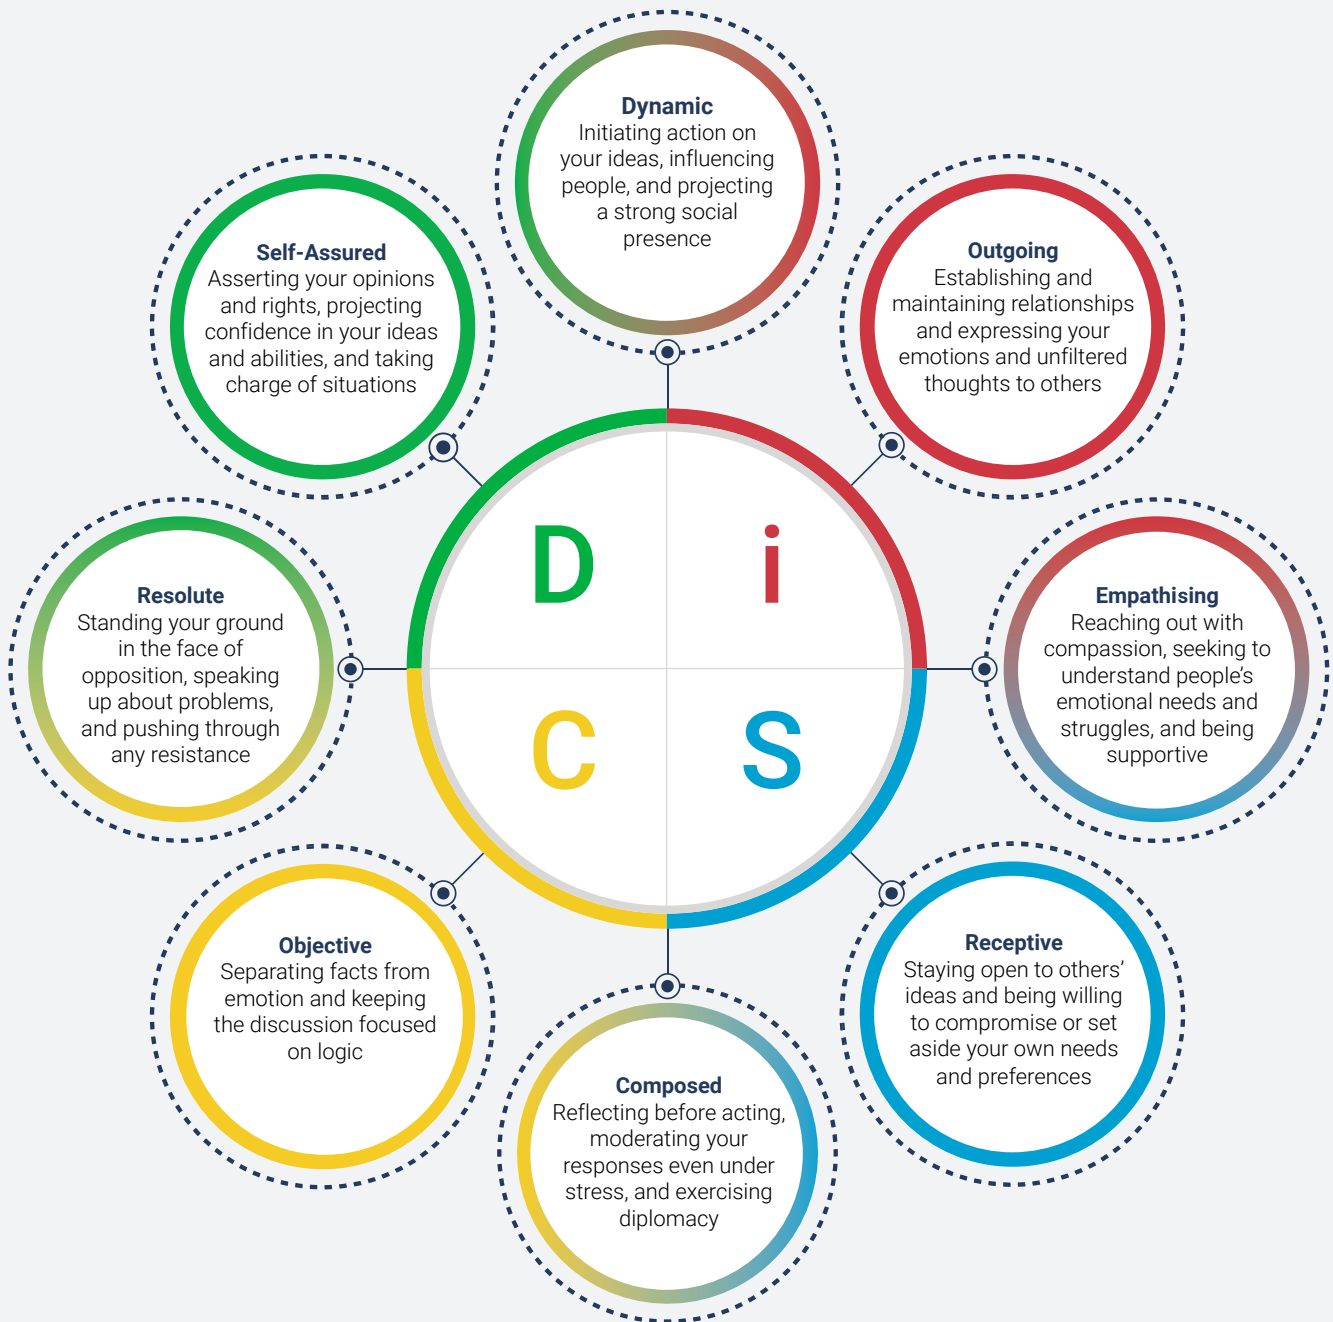 Dynamic
Initiating action on
your ideas, influencing
people, and projecting
a strong social
presence
Self-Assured
Asserting your opinions
and rights, projecting
confidence in your ideas
and abilities, and taking
charge of situations
Outgoing
Establishing and
maintaining relationships
and expressing your
emotions and unfiltered
thoughts to others
D
i
Resolute
Standing your ground
in the face of
opposition, speaking
up about problems,
and pushing through
any resistance
Empathising
Reaching out with
compassion, seeking to
understand people’s
emotional needs and
struggles, and being
supportive
C
S
Objective
Separating facts from
emotion and keeping
the discussion focused
on logic
Receptive
Staying open to others’
ideas and being willing
to compromise or set
aside your own needs
and preferences
Composed
Reflecting before acting,
moderating your
responses even under
stress, and exercising
diplomacy